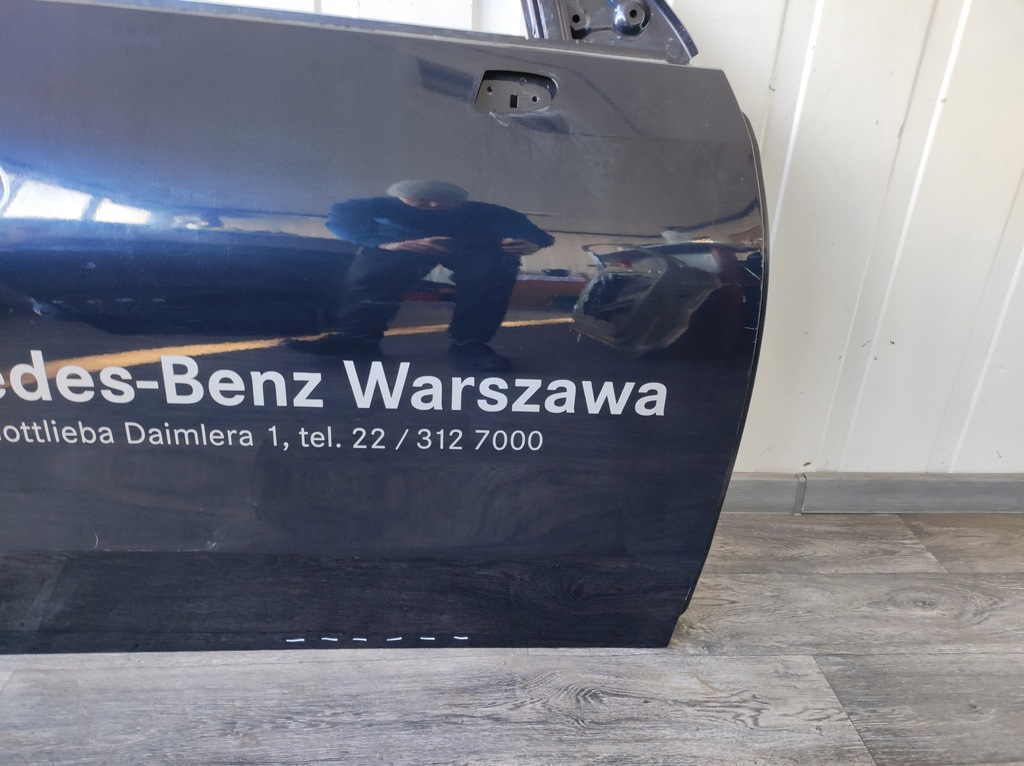 edes-Benz Warszawa
ottlieba Daimlera 1, tel. 22 / 312 7000